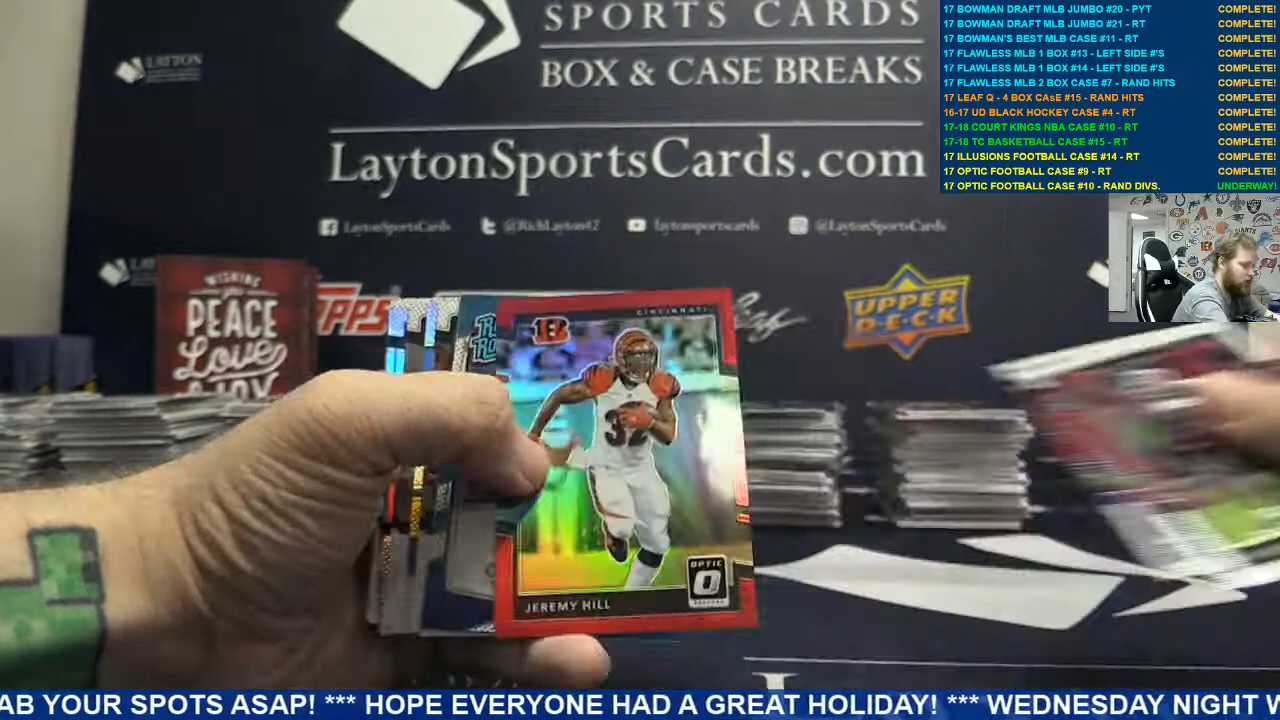 SPORTS CARDS
BOX & CASE BREAKS
LaytonSportsCards.com
LaytonSportsCards
@RichLayton42
laytonsportscards
@LaytonSportsCards
LAYTON
17 BOWMAN DRAFT MLB JUMBO #20 - PYT COMPLETE!
17 BOWMAN DRAFT MLB JUMBO #21 - RT COMPLETE!
17 BOWMAN'S BEST MLB CASE #11 - RT COMPLETE!
17 FLAWLESS MLB 1 BOX #13 - LEFT SIDE #'S COMPLETE!
17 FLAWLESS MLB 1 BOX #14 - LEFT SIDE #'S COMPLETE!
17 FLAWLESS MLB 2 BOX CASE #7 - RAND HITS COMPLETE!
17 LEAF Q - 4 BOX CAsE #15 - RAND HITS COMPLETE!
16-17 UD BLACK HOCKEY CASE #4 - RT COMPLETE!
17-18 COURT KINGS NBA CASE #10 - RT COMPLETE!
17-18 TC BASKETBALL CASE #15 - RT COMPLETE!
17 ILLUSIONS FOOTBALL CASE #14 - RT COMPLETE!
17 OPTIC FOOTBALL CASE #9 - RT COMPLETE!
17 OPTIC FOOTBALL CASE #10 - RAND DIVS. UNDERWAY!
WISHING
PEACE
Love
& JOY
TOPPS
Leaf
UPPER
DECK
CINCINNATI
32
OPTIC
JEREMY HILL
AB YOUR SPOTS ASAP! *** HOPE EVERYONE HAD A GREAT HOLIDAY! *** WEDNESDAY NIGHT W